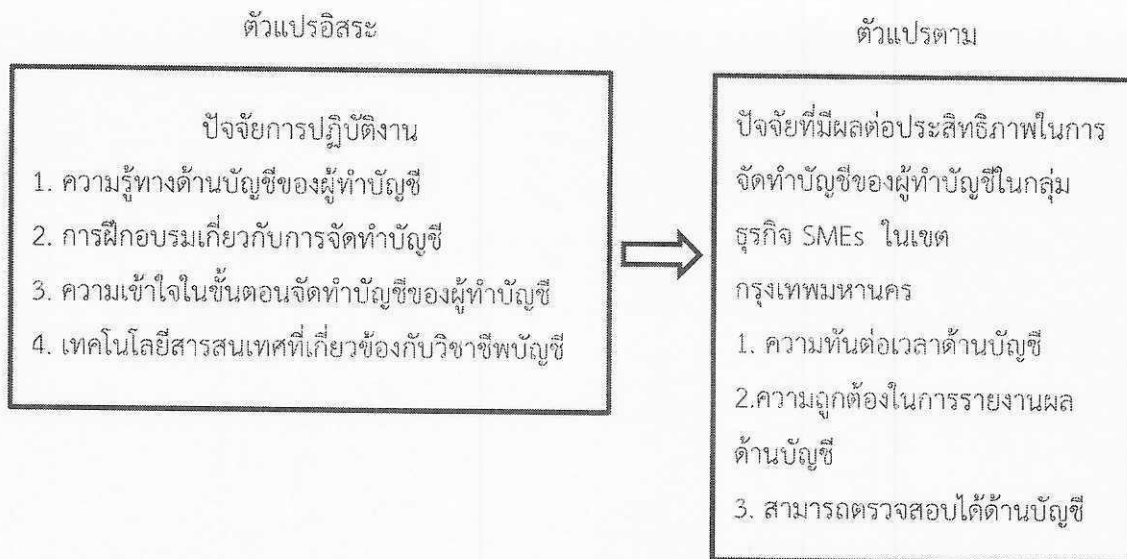 ตัวแปรอิสระ
ปัจจัยการปฏิบัติงาน
1. ความรู้ทางด้านบัญชีของผู้ทำบัญชี
2. การฝึกอบรมเกี่ยวกับการจัดทำบัญชี
3. ความเข้าใจในขั้นตอนจัดทำบัญชีของผู้ทำบัญชี
4. เทคโนโลยีสารสนเทศที่เกี่ยวข้องกับวิชาชีพบัญชี
ตัวแปรตาม
ปัจจัยที่มีผลต่อประสิทธิภาพในการ
จัดทำบัญชีของผู้ทำบัญชีในกลุ่ม
ธุรกิจ SMEs ในเขต
กรุงเทพมหานคร
1. ความทันต่อเวลาด้านบัญชี
2.ความถูกต้องในการรายงานผล
ด้านบัญชี
3. สามารถตรวจสอบได้ด้านบัญชี